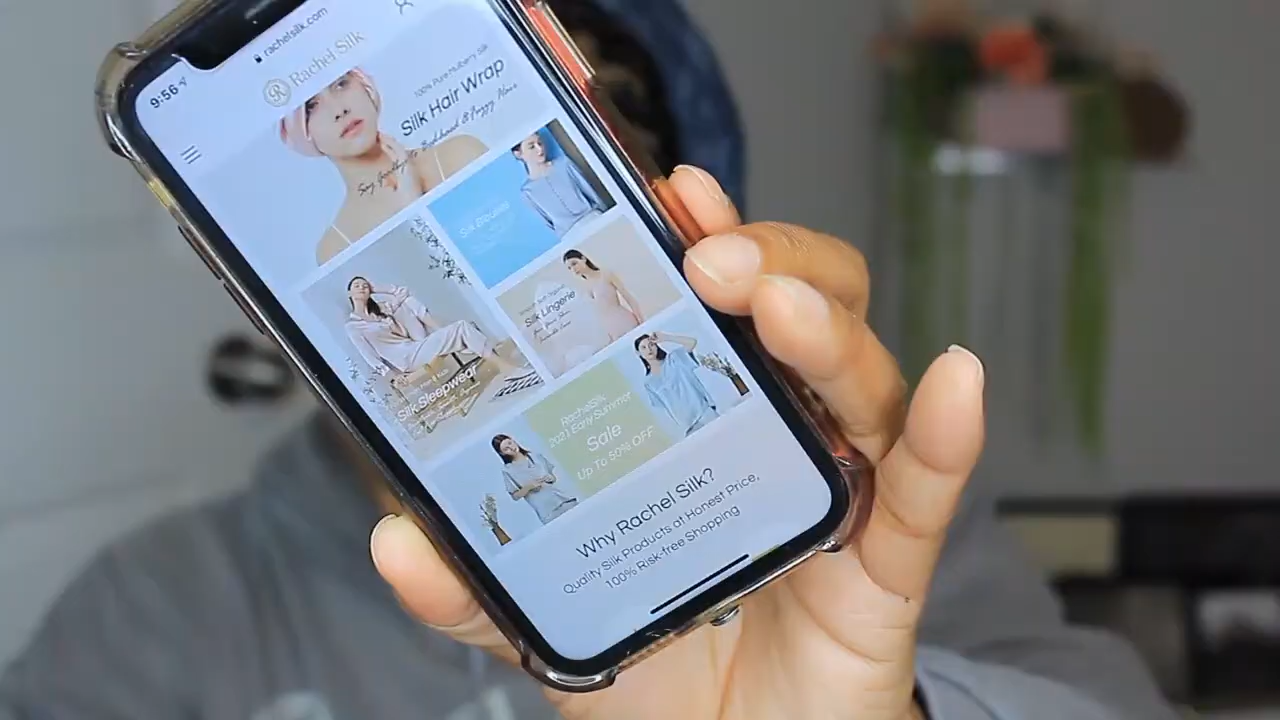 9:56
rachelsilk.com
Rachel Silk
100% Pure Mulberry Silk
Silk Hair Wrap
Say Goodbye To Bedhead & Frizzy Hair
Silk Lingerie
Silk Sleepwear
RachelSilk
2021 Early Summer
Sale
Up To 50% OFF
Why Rachel Silk?
Quality Silk Products at Honest Price,
100% Risk-free Shopping